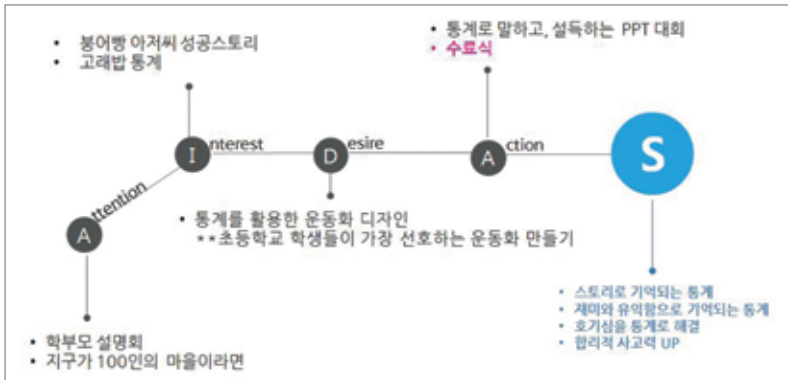 • 붕어빵 아저씨 성공스토리
• 고래밥 통계
• 통계로 말하고, 설득하는 PPT 대회
• 수료식
Attention
Interest
Desire
Action
S
• 통계를 활용한 운동화 디자인
**초등학교 학생들이 가장 선호하는 운동화 만들기
• 학부모 설명회
• 지구가 100인의 마을이라면
• 스토리로 기억되는 통계
• 재미와 유익함으로 기억되는 통계
• 호기심을 통계로 해결
• 합리적 사고력 UP